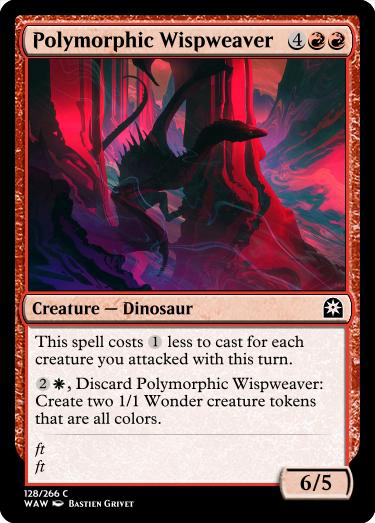 Polymorphic Wispweaver 4
Creature — Dinosaur
This spell costs 1 less to cast for each
creature you attacked with this turn.
2, Discard Polymorphic Wispweaver:
Create two 1/1 Wonder creature tokens
that are all colors.
ft
ft
6/5
128/266 C
WAW Bastien Grivet